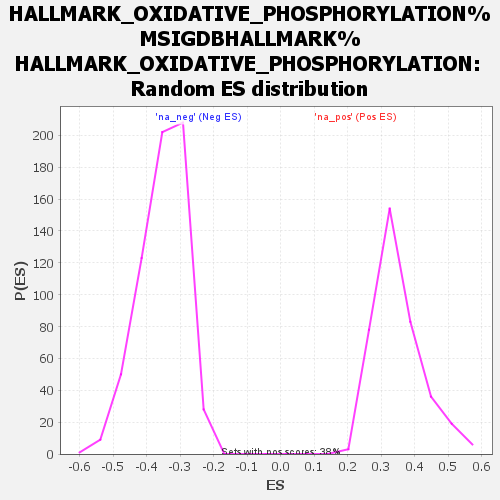 HALLMARK_OXIDATIVE_PHOSPHORYLATION%
MSIGDBHALLMARK%
HALLMARK_OXIDATIVE_PHOSPHORYLATION:
Random ES distribution
'na_neg' (Neg ES) 'na_pos' (Pos ES)
200
180
160
140
120
100
80
60
40
20
0
P(ES)
Sets with pos scores: 38%
-0.6 -0.5 -0.4 -0.3 -0.2 -0.1 0.0 0.1 0.2 0.3 0.4 0.5 0.6
ES